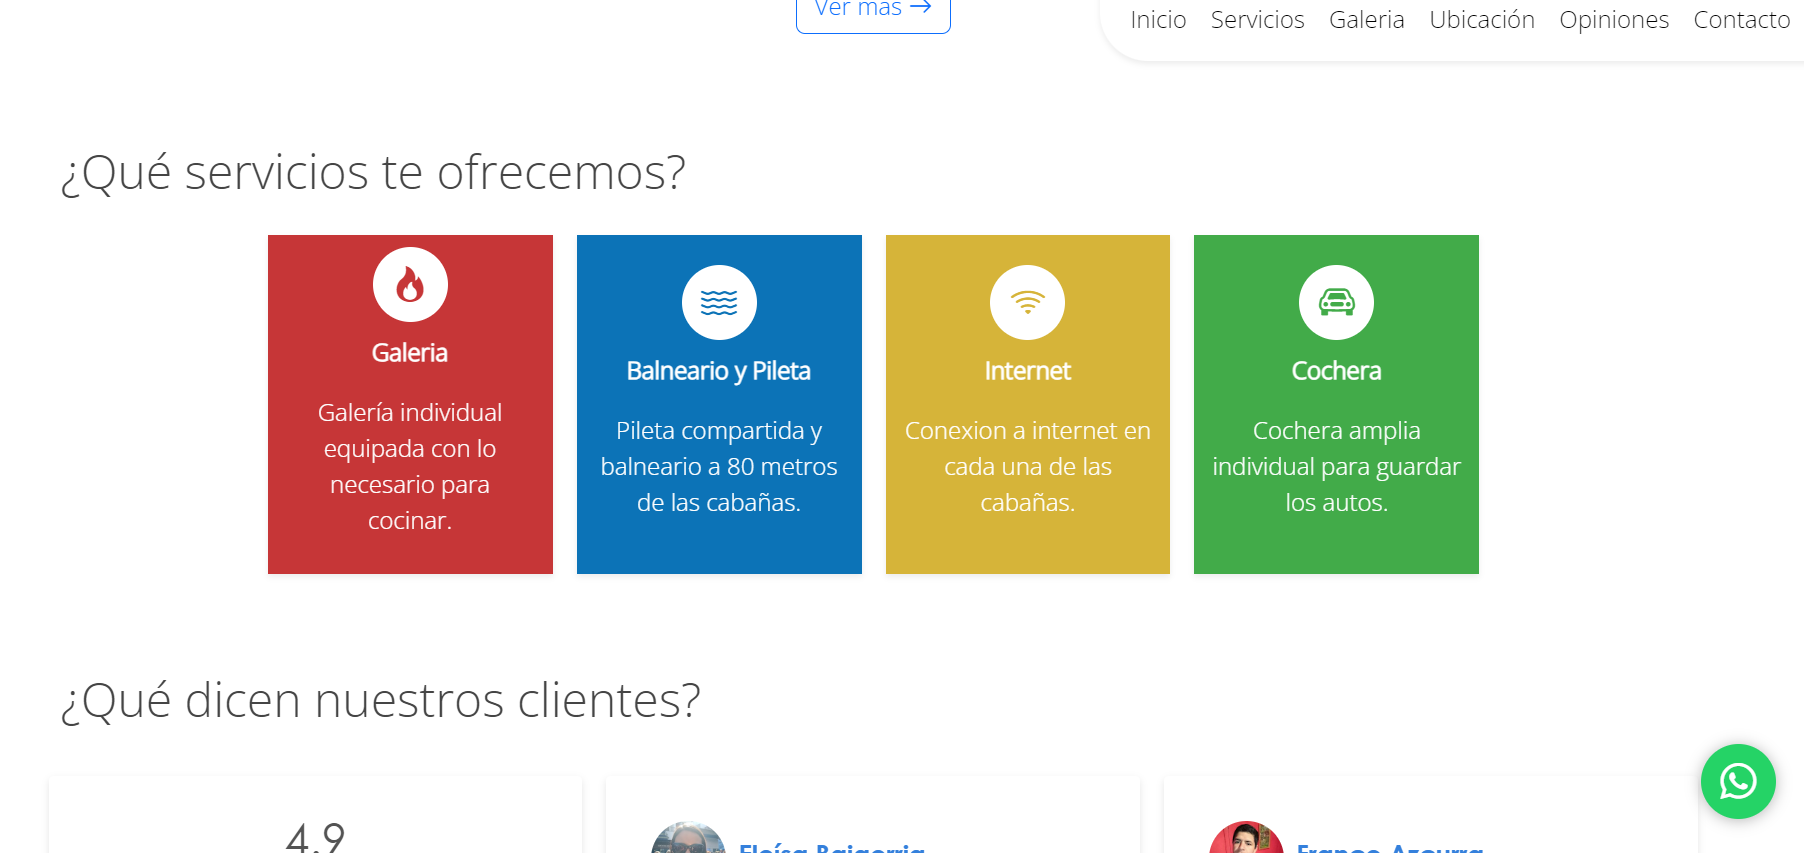 Ver más
Inicio Servicios Galeria Ubicación Opiniones Contacto
¿Qué servicios te ofrecemos?
Galeria
Galería individual
equipada con lo
necesario para
cocinar.
Balneario y Pileta
Pileta compartida y
balneario a 80 metros
de las cabañas.
Internet
Conexion a internet en
cada una de las
cabañas.
Cochera
Cochera amplia
individual para guardar
los autos.
¿Qué dicen nuestros clientes?
4.9
Eloísa Baigorria
Franco Azcurra